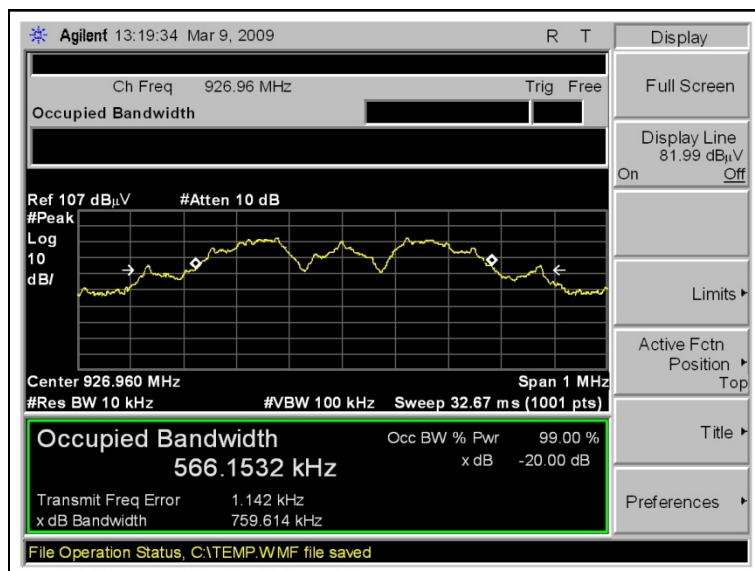 Agilent 13:19:34 Mar 9, 2009 R T
Display
Ch Freq 926.96 MHz Trig Free
Occupied Bandwidth
Full Screen
Display Line
81.99 dBµV
On Off
Ref 107 dBµV #Atten 10 dB
#Peak
Log
10
dB/
Limits
Active Fctn
Position
Top
Center 926.960 MHz Span 1 MHz
#Res BW 10 kHz #VBW 100 kHz Sweep 32.67 ms (1001 pts)
Occupied Bandwidth Occ BW % Pwr 99.00 %
566.1532 kHz x dB -20.00 dB
Title
Transmit Freq Error 1.142 kHz
x dB Bandwidth 759.614 kHz
Preferences
File Operation Status, C:\TEMP.WMF file saved